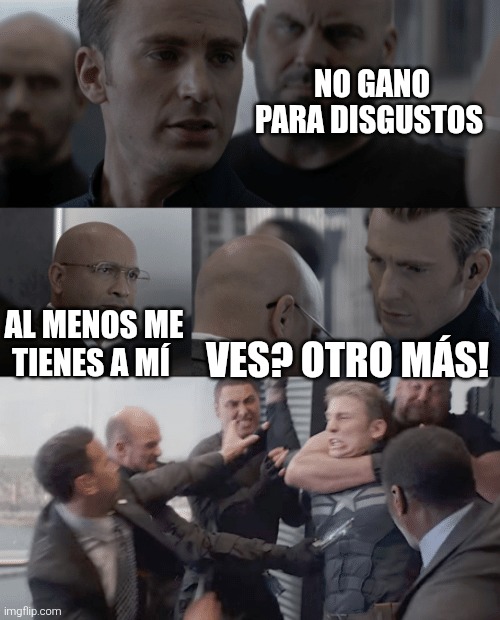 NO GANO
PARA DISGUSTOS
AL MENOS ME
TIENES A MÍ
VES? OTRO MÁS!
imgflip.com